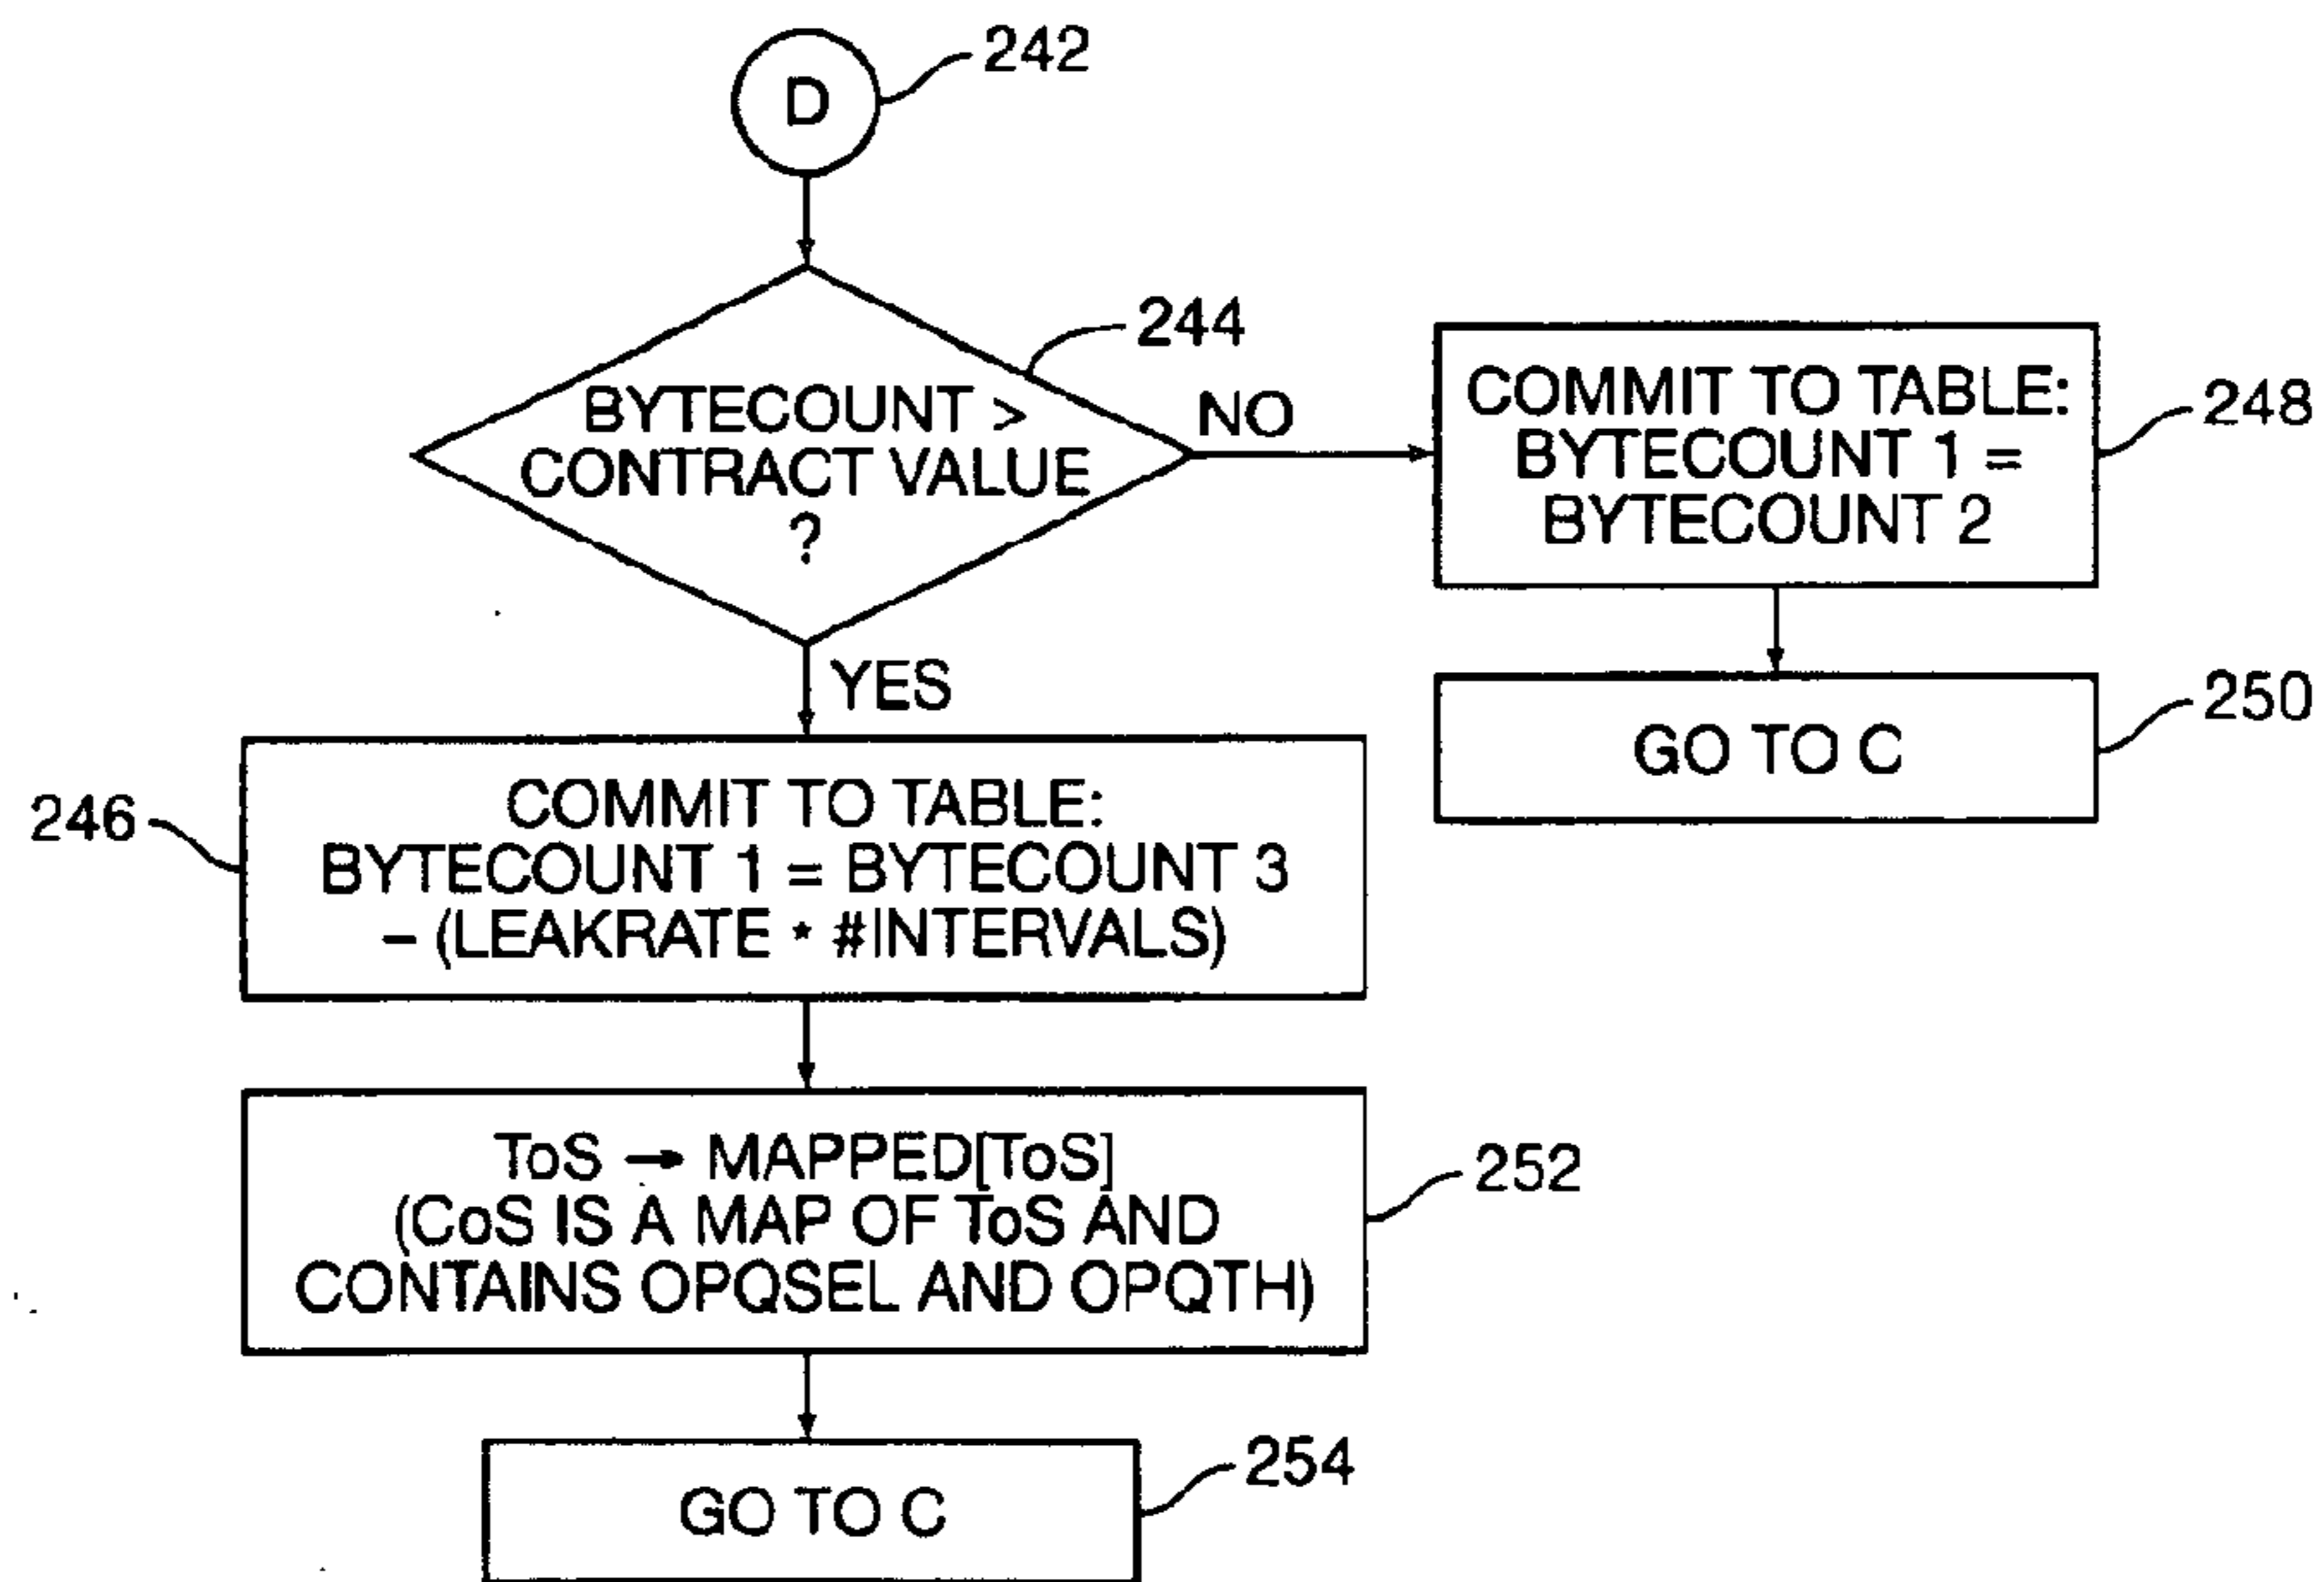 D
242
244
BYTECOUNT >
CONTRACT VALUE
?
NO
YES
COMMIT TO TABLE:
BYTECOUNT 1 =
BYTECOUNT 2
248
GO TO C
250
246
COMMIT TO TABLE:
BYTECOUNT 1 = BYTECOUNT 3
– (LEAKRATE * #INTERVALS)
ToS → MAPPED[ToS]
(CoS IS A MAP OF ToS AND
CONTAINS OPQSEL AND OPQTH)
252
GO TO C
254